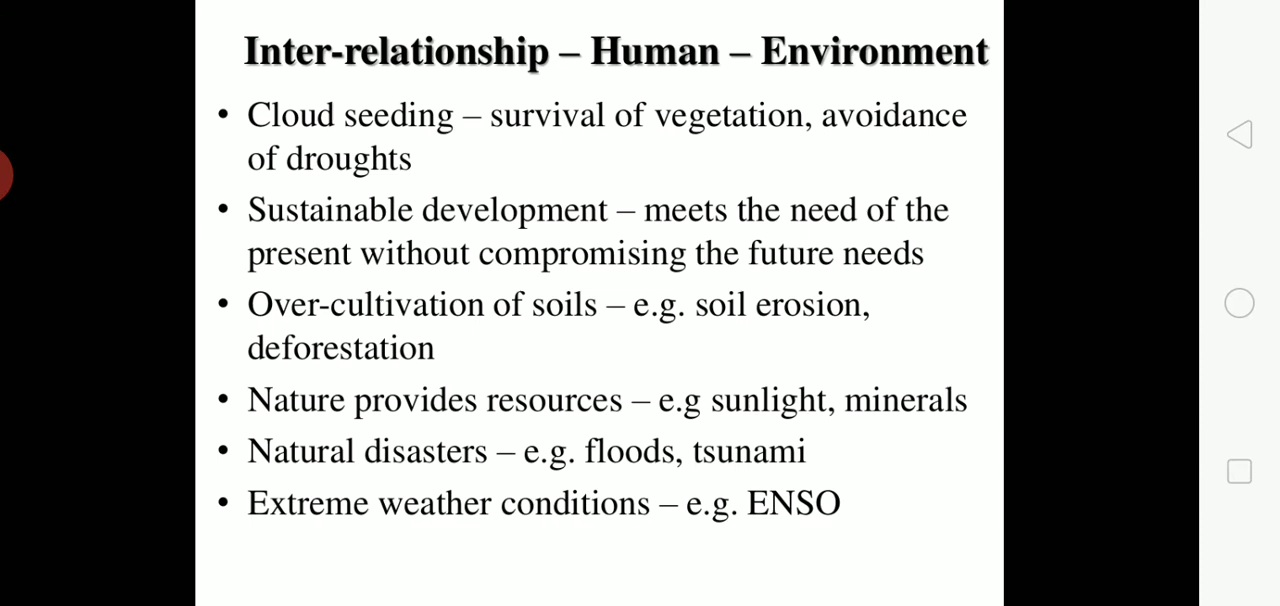 Inter-relationship – Human – Environment
• Cloud seeding – survival of vegetation, avoidance
of droughts
• Sustainable development – meets the need of the
present without compromising the future needs
• Over-cultivation of soils – e.g. soil erosion,
deforestation
• Nature provides resources – e.g sunlight, minerals
• Natural disasters – e.g. floods, tsunami
• Extreme weather conditions – e.g. ENSO